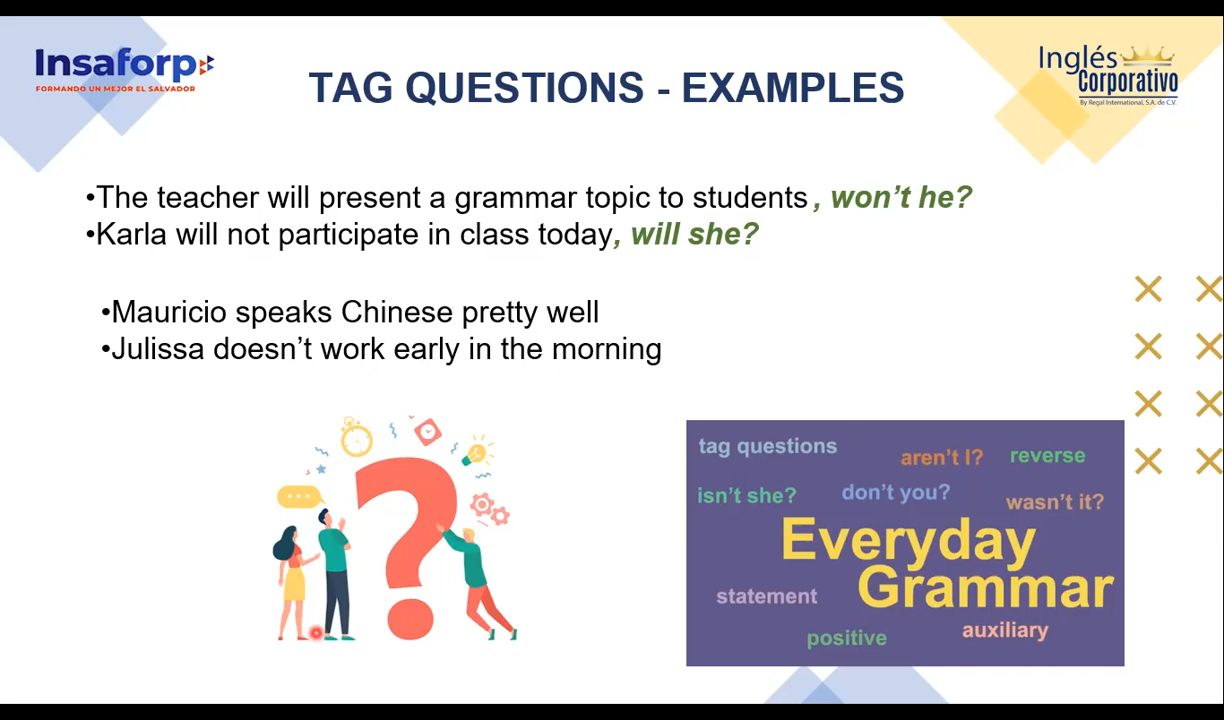 Insaforp
FORMANDO UN MEJOR EL SALVADOR
TAG QUESTIONS - EXAMPLES
Inglés
Corporativo
By Regal International, S.A. de C.V.
•The teacher will present a grammar topic to students , won’t he?
•Karla will not participate in class today, will she?
•Mauricio speaks Chinese pretty well
•Julissa doesn’t work early in the morning
tag questions
aren’t I?
reverse
isn’t she?
don’t you?
wasn’t it?
Everyday
Grammar
statement
positive
auxiliary